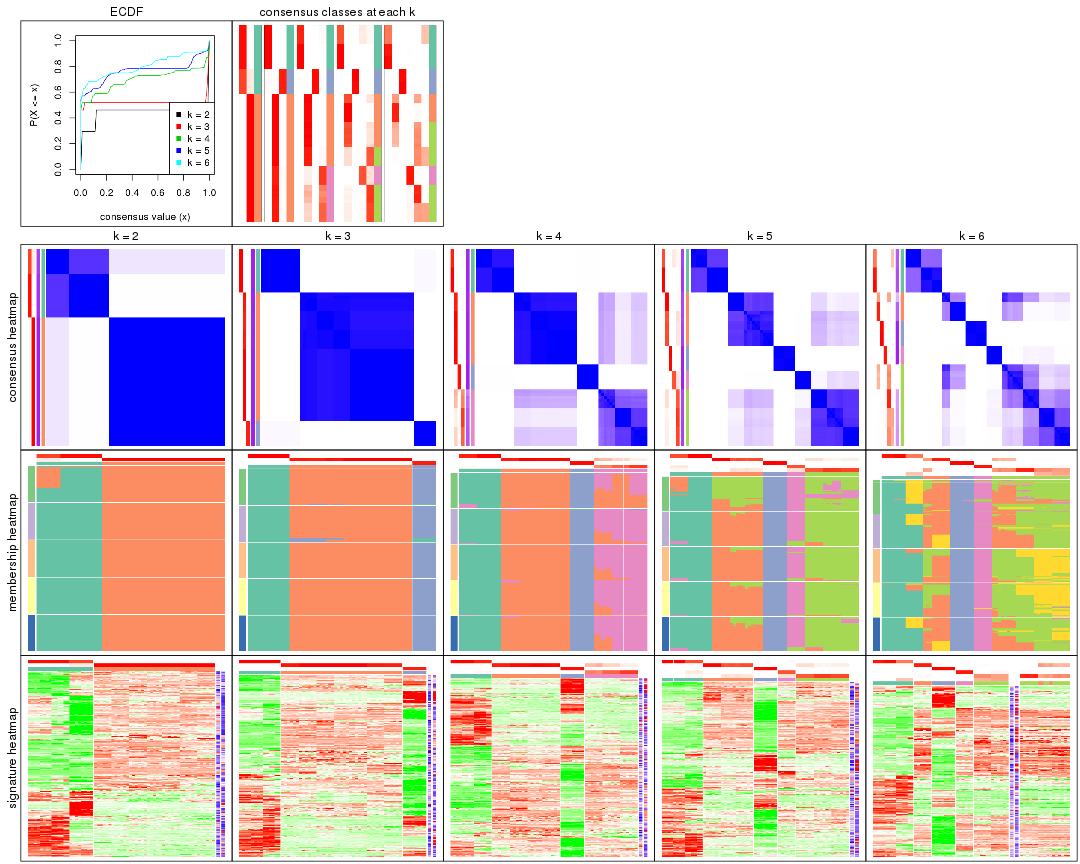 ECDF
consensus classes at each k
P(X <= x)
0.0 0.2 0.4 0.6 0.8 1.0
k = 2
k = 3
k = 4
k = 5
k = 6
0.0 0.2 0.4 0.6 0.8 1.0
consensus value (x)
k = 2
k = 3
k = 4
k = 5
k = 6
consensus heatmap
membership heatmap
signature heatmap